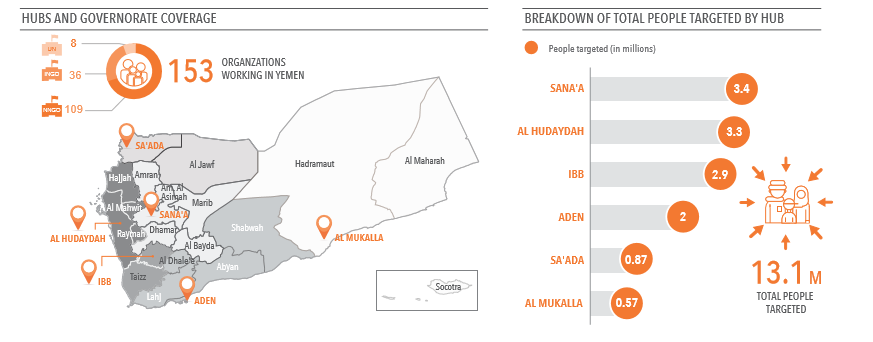 HUBS AND GOVERNORATE COVERAGE
UN 8
INGO 36
NNGO 109
153 ORGANZATIONS
WORKING IN YEMEN
SA'ADA
Al Jawf
Hadramaut
Al Maharah
Hajjah
Amran
Am. Al
Asimah
Marib
Al Mahwit
SANA'A
Shabwah
Raymah
Dhamar
AL HUDAYDAH
AL MUKALLA
Al Bayda
Al Dhale'e
Abyan
IBB
Taizz
Lahj
ADEN
Socotra
BREAKDOWN OF TOTAL PEOPLE TARGETED BY HUB
People targeted (in millions)
SANA'A 3.4
AL HUDAYDAH 3.3
IBB 2.9
ADEN 2
SA'ADA 0.87
AL MUKALLA 0.57
13.1 M
TOTAL PEOPLE
TARGETED